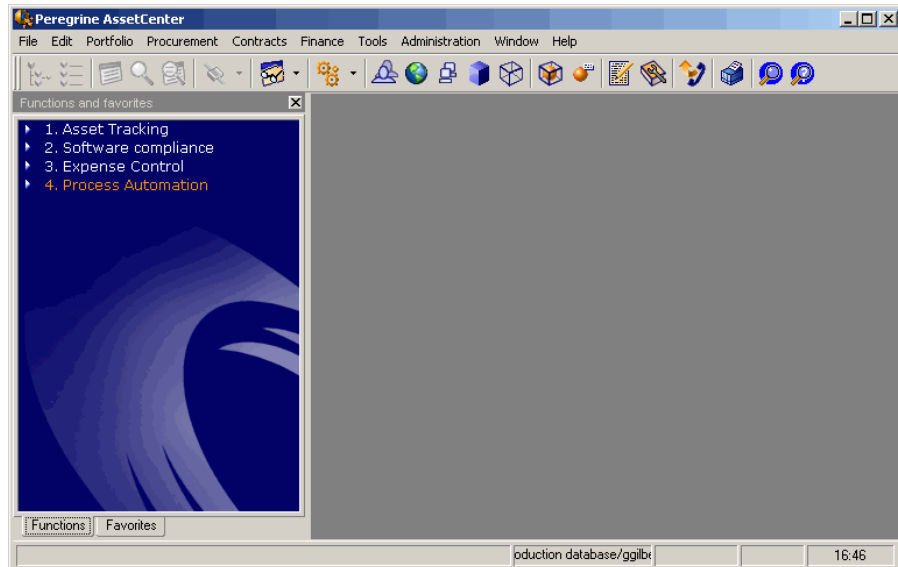 Peregrine AssetCenter
File Edit Portfolio Procurement Contracts Finance Tools Administration Window Help
Functions and favorites
1. Asset Tracking
2. Software compliance
3. Expense Control
4. Process Automation
Functions Favorites
oduction database/ggilb
16:46